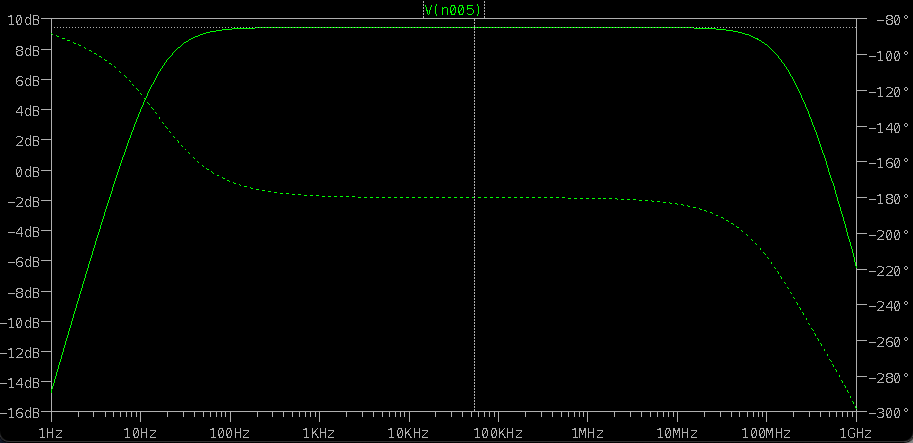 V(n005)
10dB
8dB
6dB
4dB
2dB
0dB
-2dB
-4dB
-6dB
-8dB
-10dB
-12dB
-14dB
-16dB
-80°
-100°
-120°
-140°
-160°
-180°
-200°
-220°
-240°
-260°
-280°
-300°
1Hz 10Hz 100Hz 1KHz 10KHz 100KHz 1MHz 10MHz 100MHz 1GHz